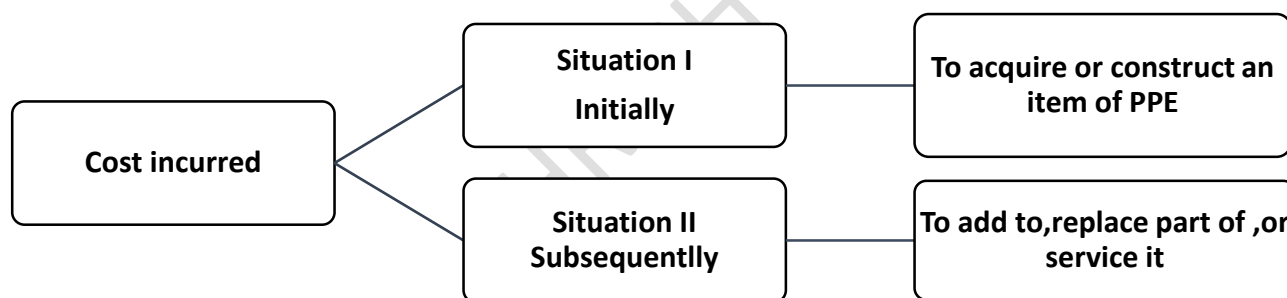 Cost incurred
Situation I
Initially
To acquire or construct an
item of PPE
Situation II
Subsequentlly
To add to,replace part of ,or
service it